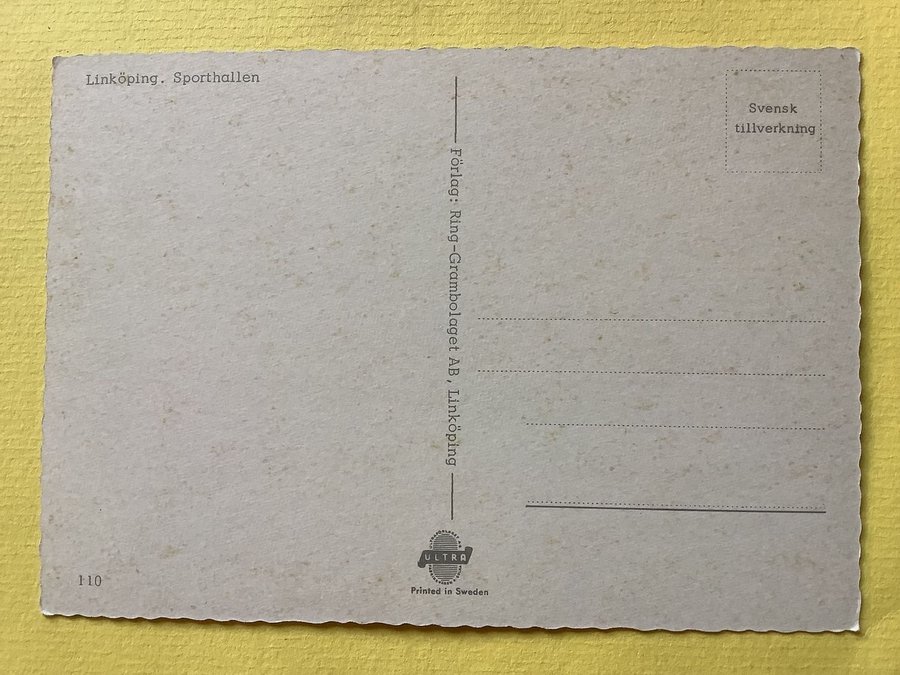 Linköping. Sporthallen
Svensk
tillverkning
Förlag: Ring-Grambolaget AB, Linköping
110
ULTRA
Printed in Sweden